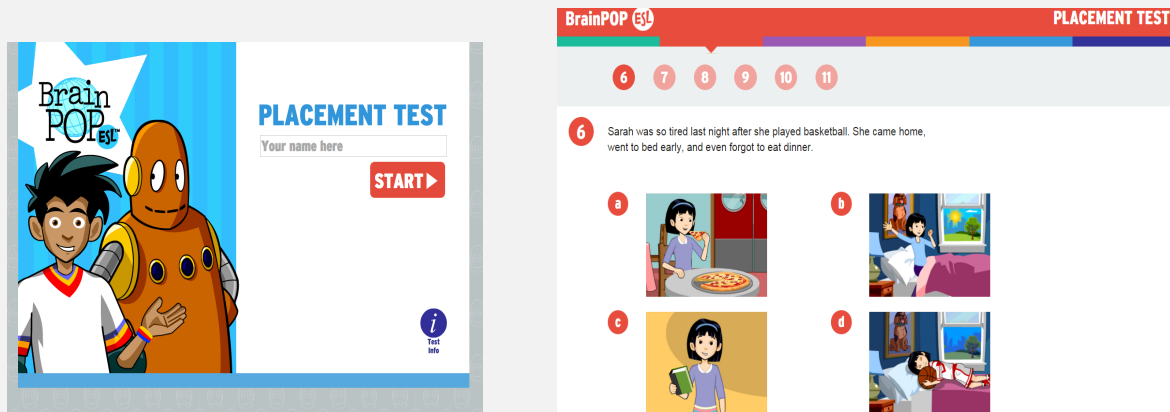 Brain
POP ESL™
PLACEMENT TEST
Your name here
START
i
Test
Info
BrainPOP ESL
PLACEMENT TEST
6 7 8 9 10 11
6 Sarah was so tired last night after she played basketball. She came home,
went to bed early, and even forgot to eat dinner.
a b
c d